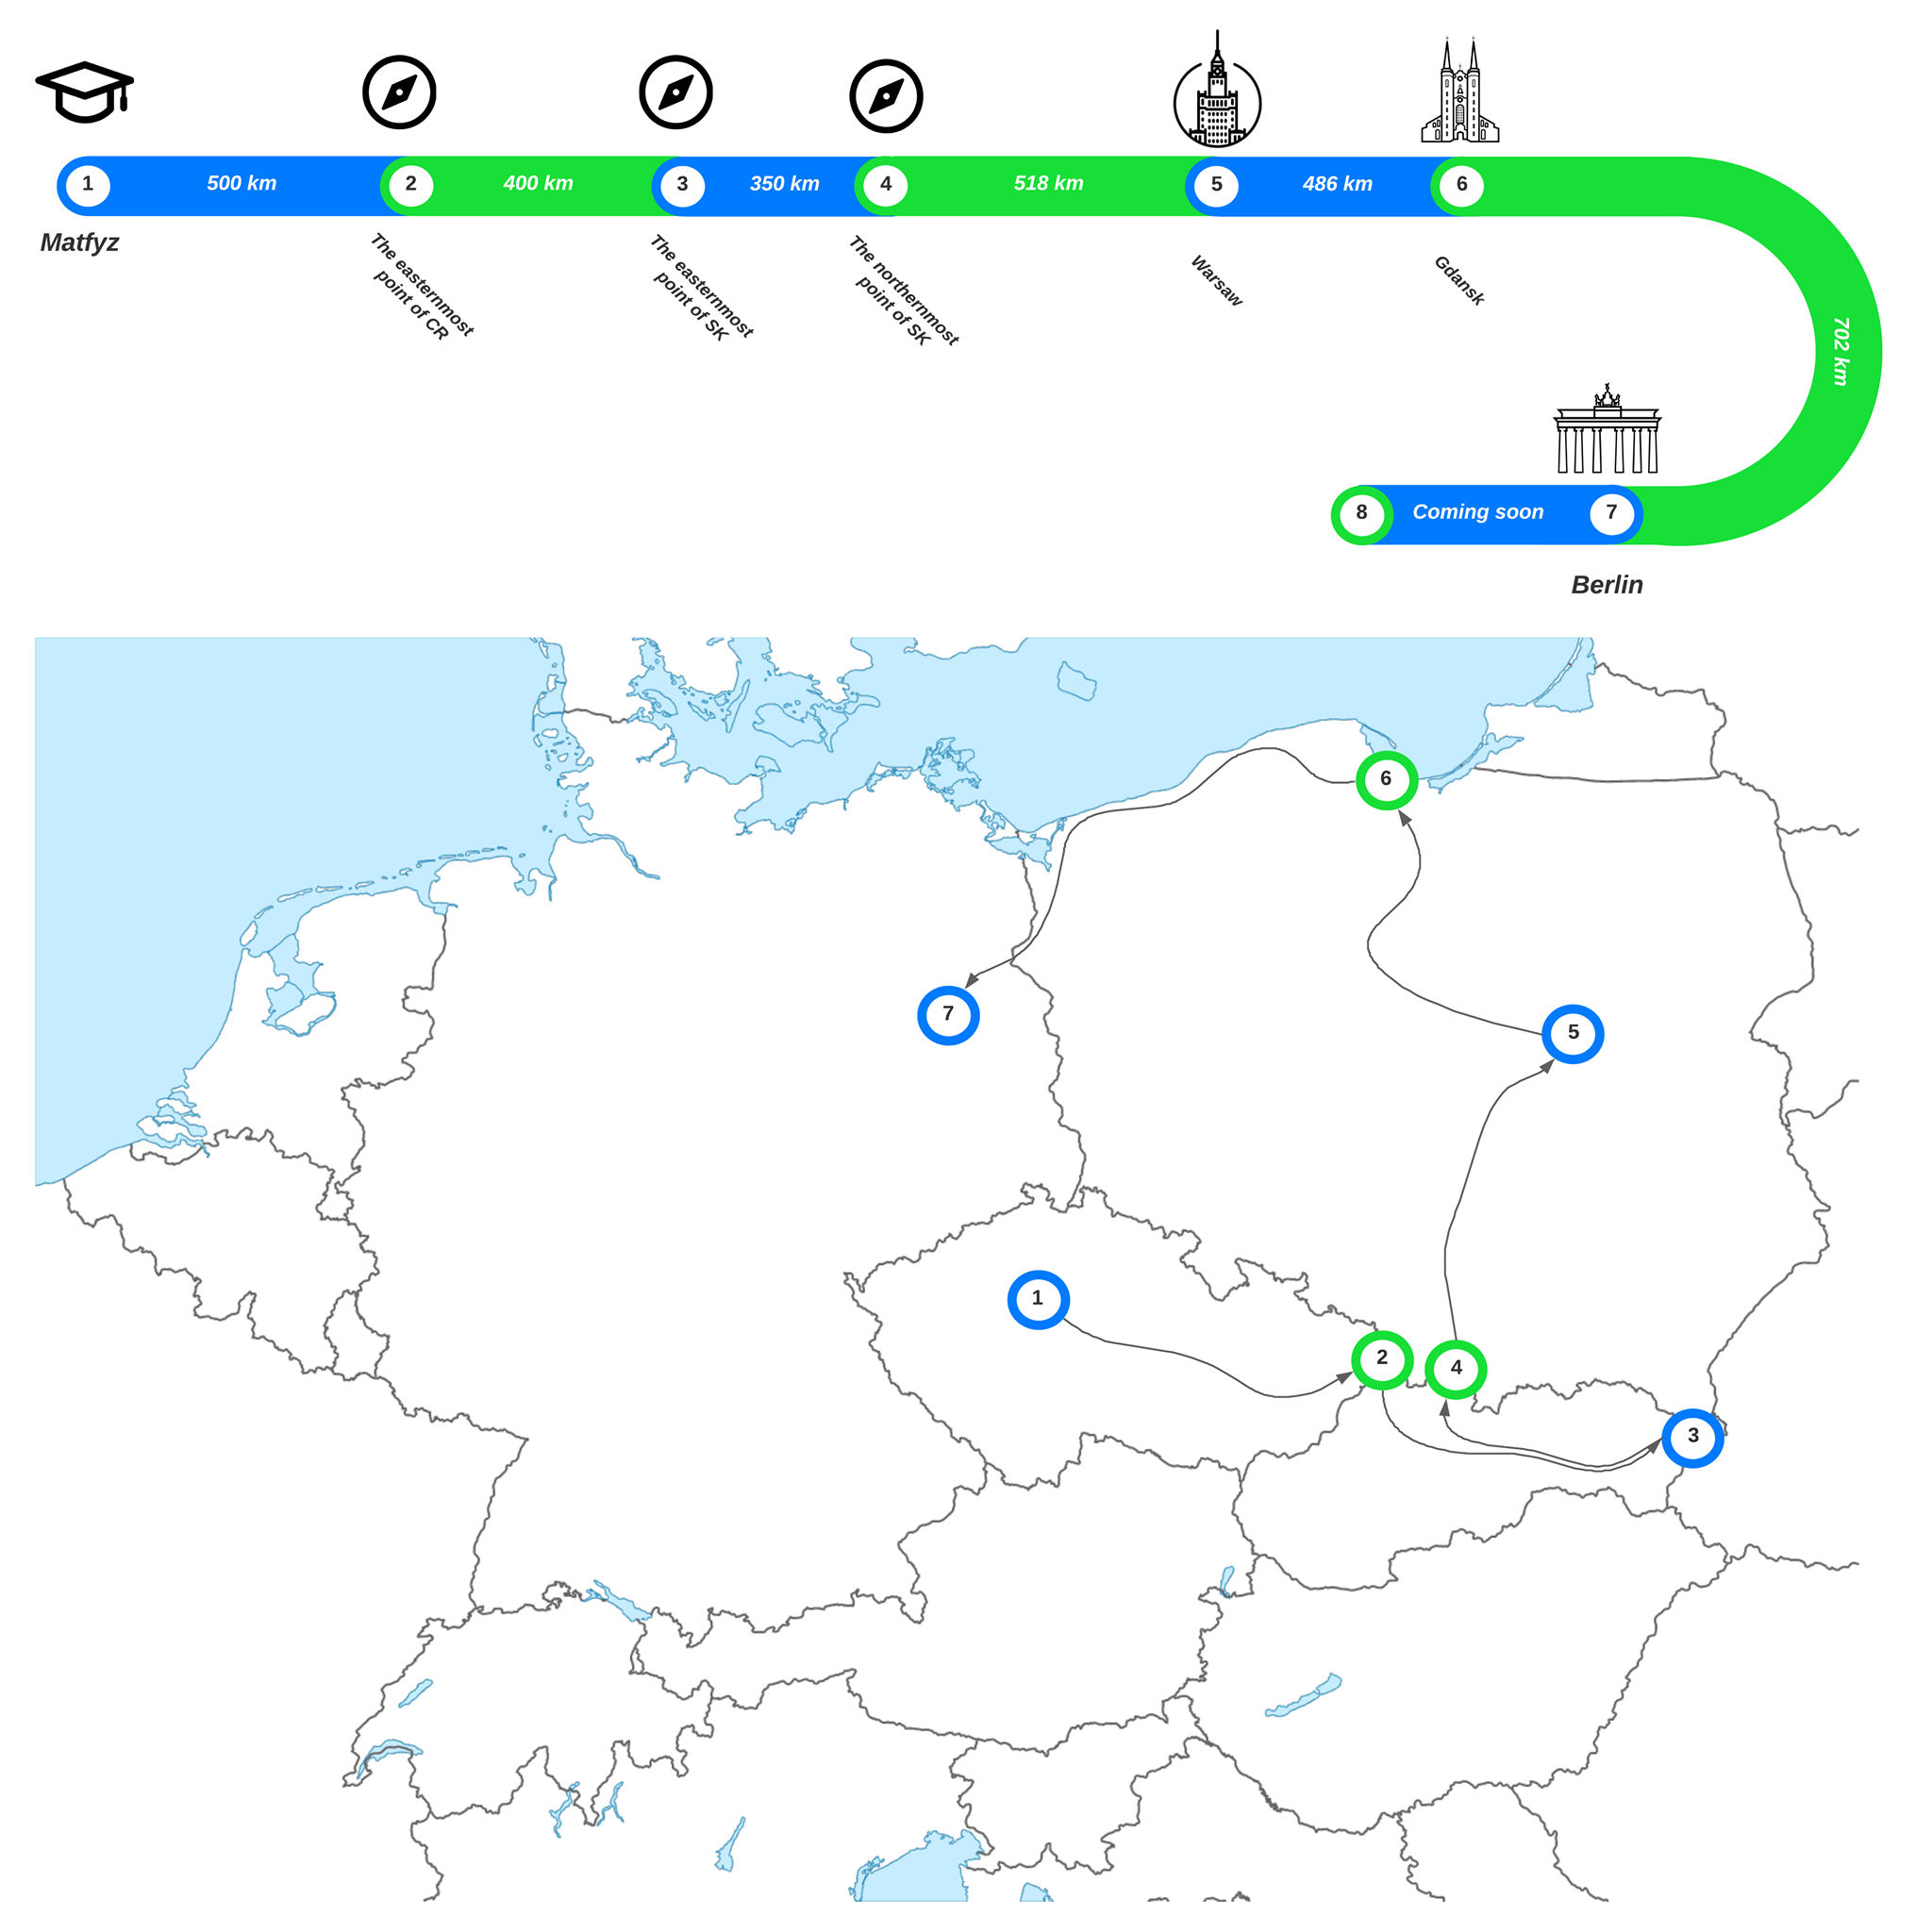 1
500 km
2
400 km
3
350 km
4
518 km
5
486 km
6
Matfyz
The easternmost
point of CR
The easternmost
point of SK
The northernmost
point of SK
Warsaw
Gdansk
702 km
8
Coming soon
7
Berlin
6
7
5
1
2
4
3